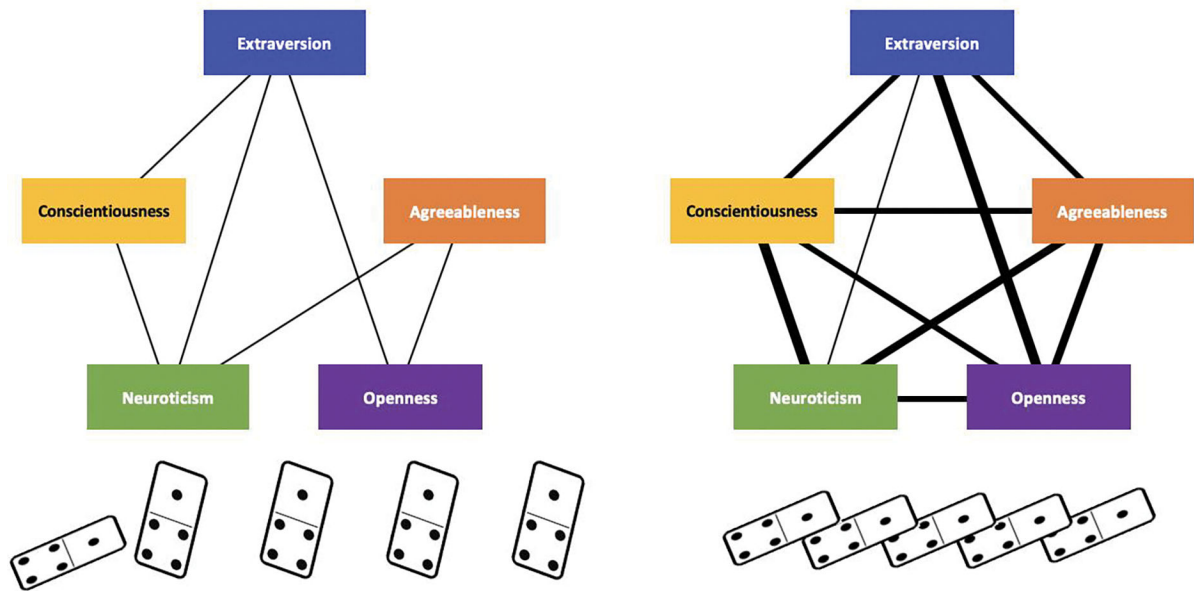 Extraversion
Conscientiousness
Agreeableness
Neuroticism
Openness
Extraversion
Conscientiousness
Agreeableness
Neuroticism
Openness